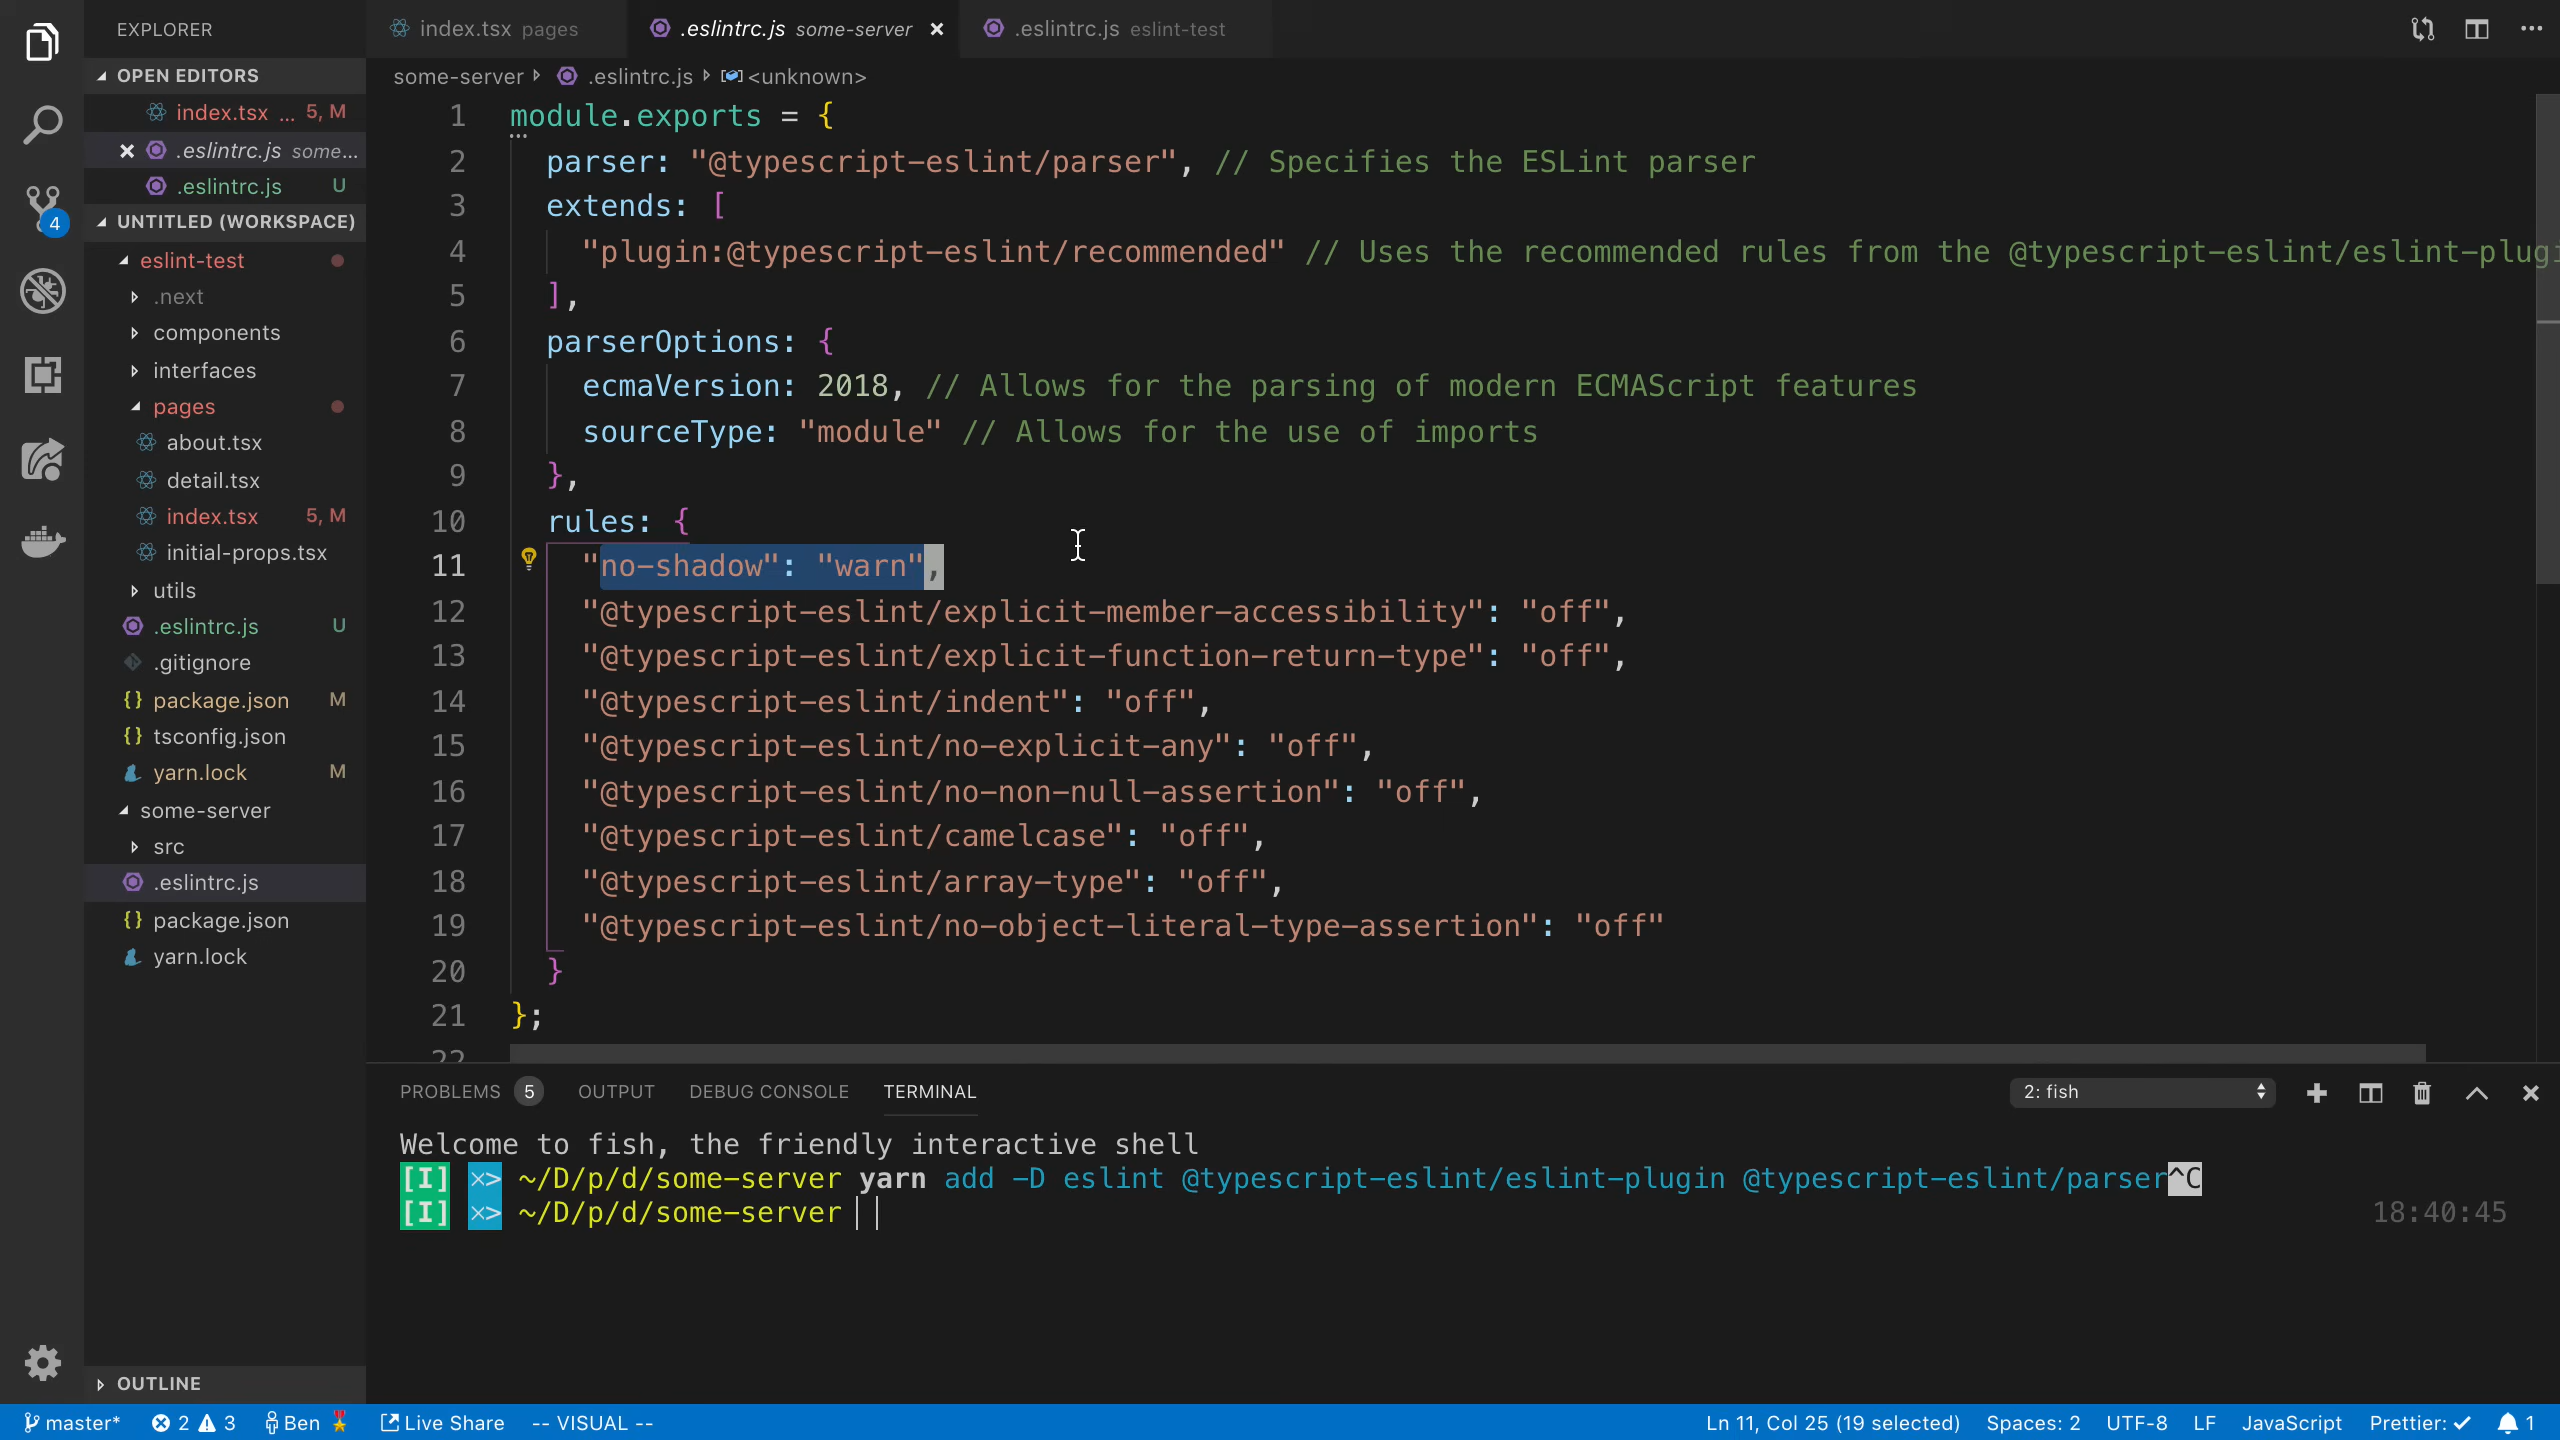 EXPLORER
OPEN EDITORS
index.tsx ... 5, M
.eslintrc.js some...
.eslintrc.js U
UNTITLED (WORKSPACE)
eslint-test
.next
components
interfaces
pages
about.tsx
detail.tsx
index.tsx 5, M
initial-props.tsx
utils
.eslintrc.js U
.gitignore
package.json M
tsconfig.json
yarn.lock M
some-server
src
.eslintrc.js
package.json
yarn.lock
OUTLINE
4
index.tsx pages
.eslintrc.js some-server
.eslintrc.js eslint-test
some-server .eslintrc.js <unknown>
1 module.exports = {
2 parser: "@typescript-eslint/parser", // Specifies the ESLint parser
3 extends: [
4 "plugin:@typescript-eslint/recommended" // Uses the recommended rules from the @typescript-eslint/eslint-plugi
5 ],
6 parserOptions: {
7 ecmaVersion: 2018, // Allows for the parsing of modern ECMAScript features
8 sourceType: "module" // Allows for the use of imports
9 },
10 rules: {
11 "no-shadow": "warn",
12 "@typescript-eslint/explicit-member-accessibility": "off",
13 "@typescript-eslint/explicit-function-return-type": "off",
14 "@typescript-eslint/indent": "off",
15 "@typescript-eslint/no-explicit-any": "off",
16 "@typescript-eslint/no-non-null-assertion": "off",
17 "@typescript-eslint/camelcase": "off",
18 "@typescript-eslint/array-type": "off",
19 "@typescript-eslint/no-object-literal-type-assertion": "off"
20 }
21 };
22
PROBLEMS 5 OUTPUT DEBUG CONSOLE TERMINAL 2: fish
Welcome to fish, the friendly interactive shell
[I] ×> ~/D/p/d/some-server yarn add -D eslint @typescript-eslint/eslint-plugin @typescript-eslint/parser^C
[I] ×> ~/D/p/d/some-server 18:40:45
master* 2 3 Ben Live Share -- VISUAL -- Ln 11, Col 25 (19 selected) Spaces: 2 UTF-8 LF JavaScript Prettier: ✓ 1